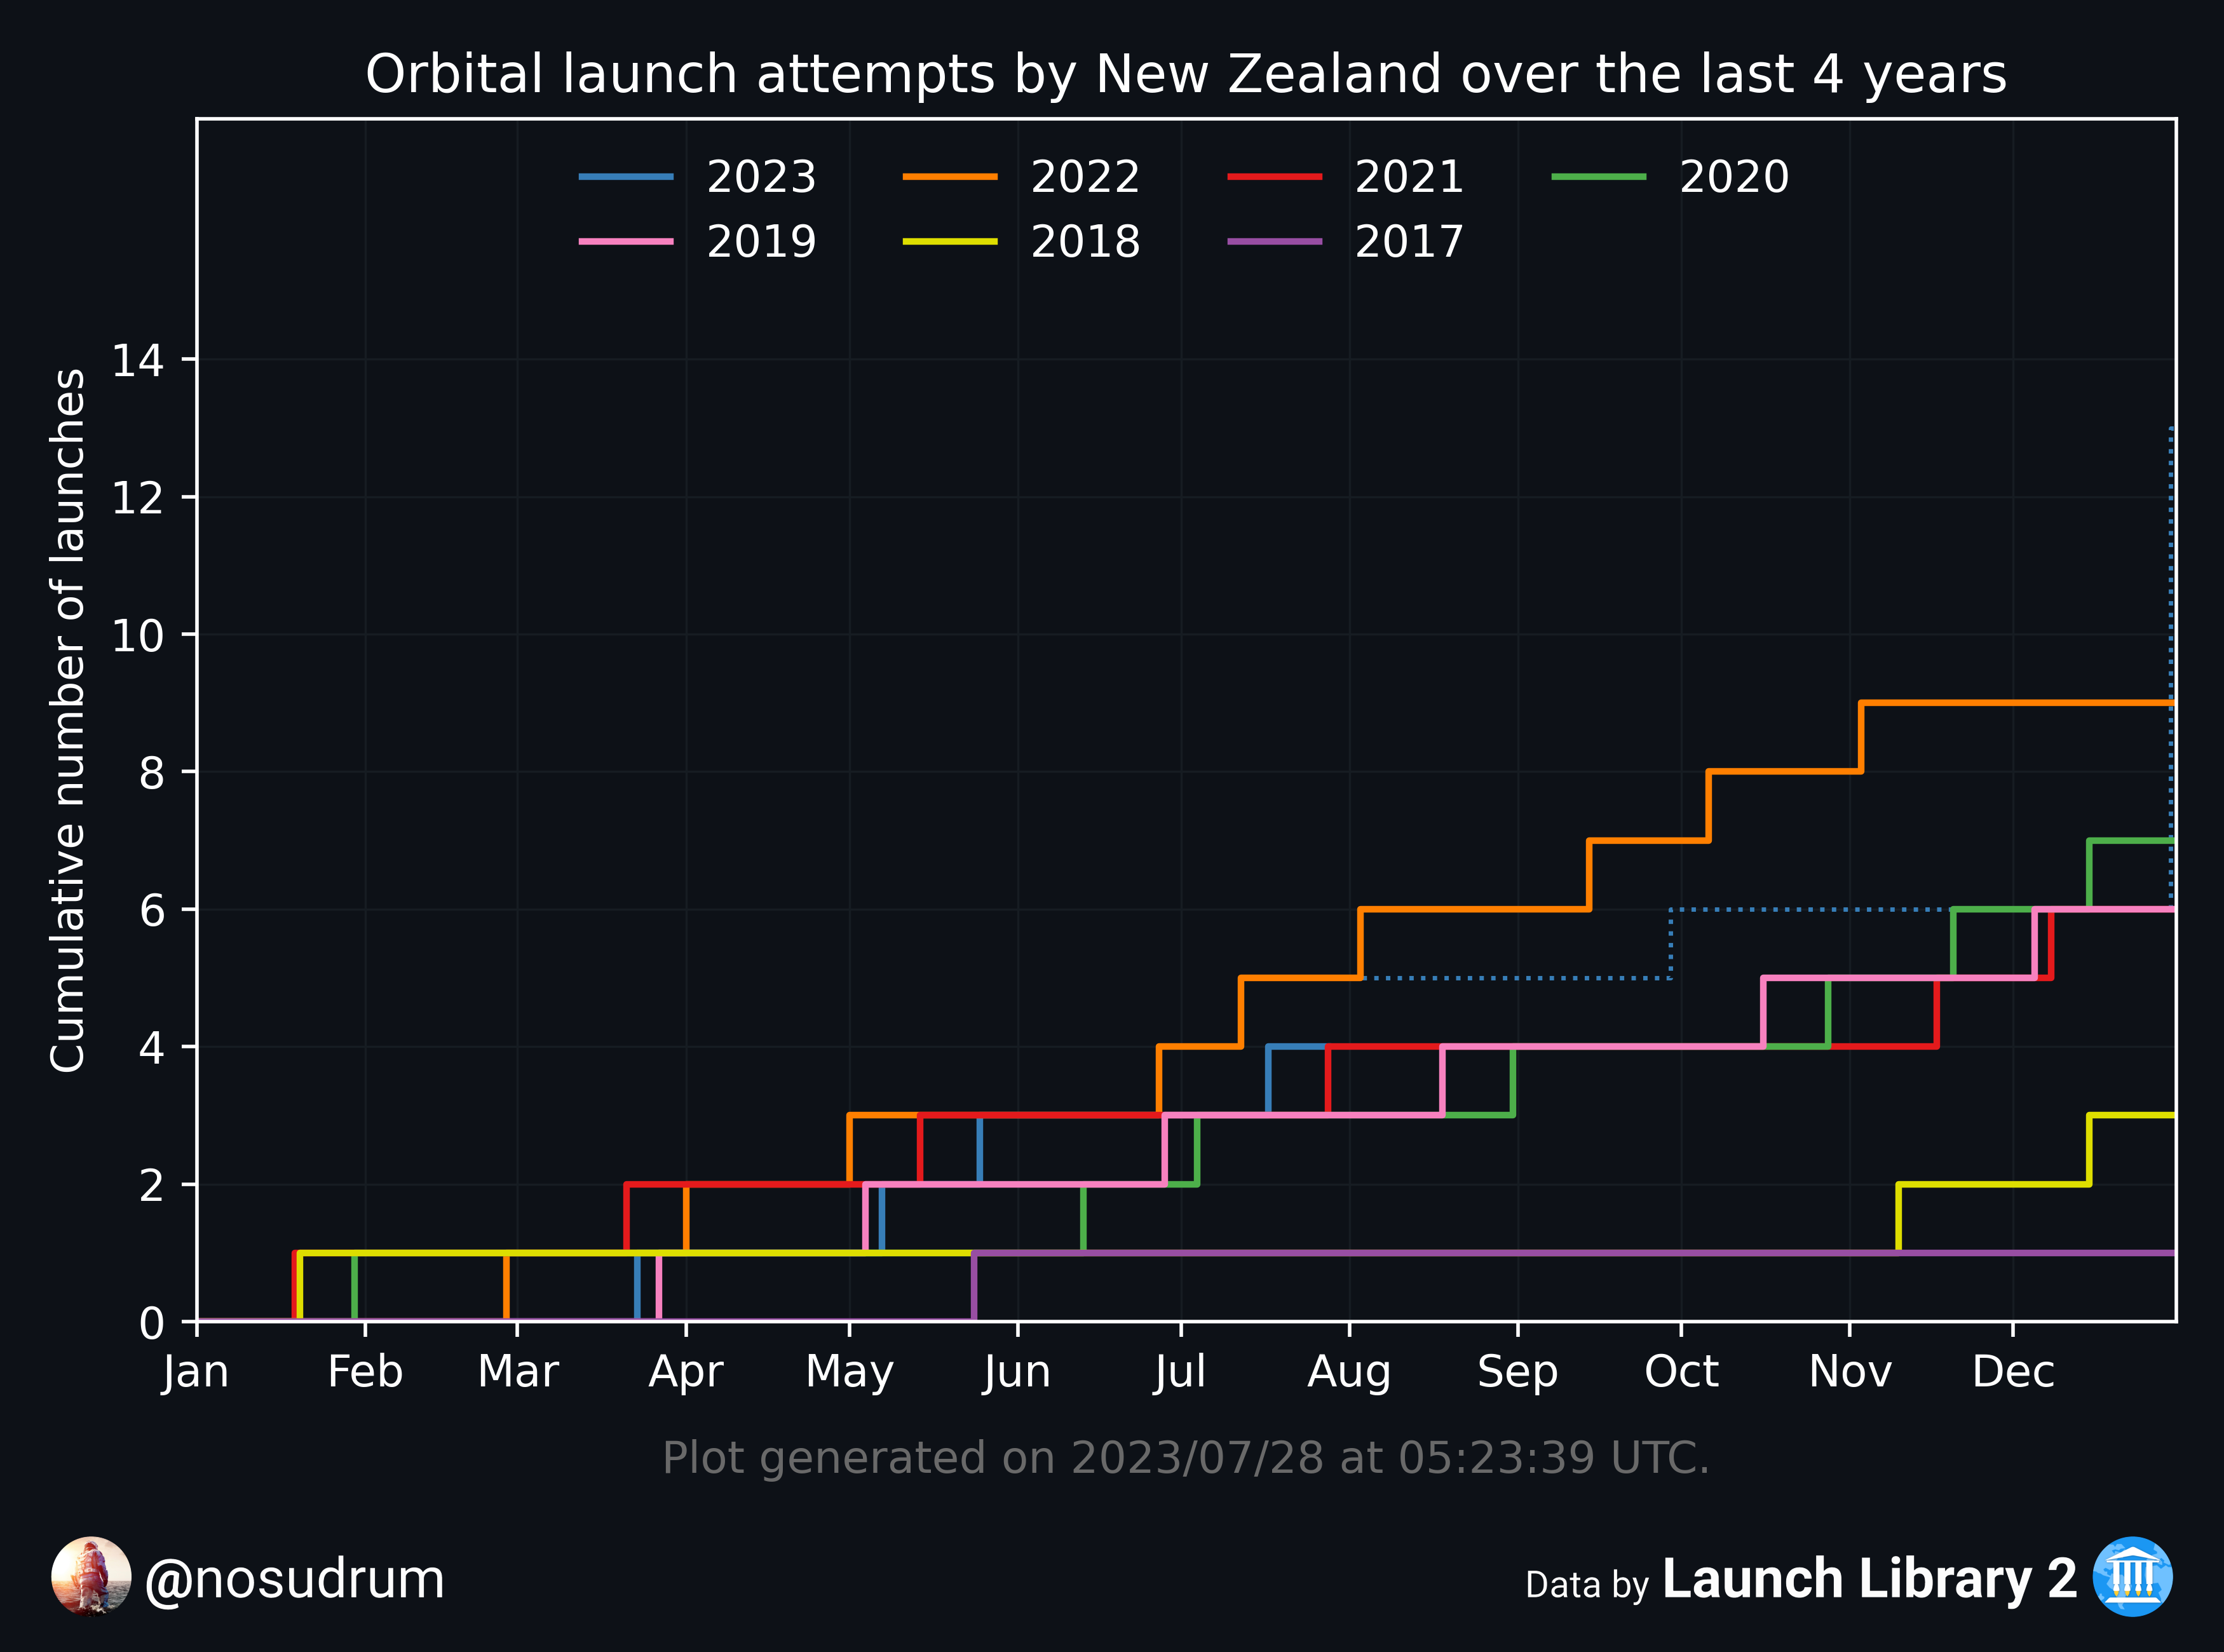 Orbital launch attempts by New Zealand over the last 4 years
2023 2022 2021 2020
2019 2018 2017
Cumulative number of launches
14
12
10
8
6
4
2
0
Jan Feb Mar Apr May Jun Jul Aug Sep Oct Nov Dec
Plot generated on 2023/07/28 at 05:23:39 UTC.
@nosudrum
Data by Launch Library 2